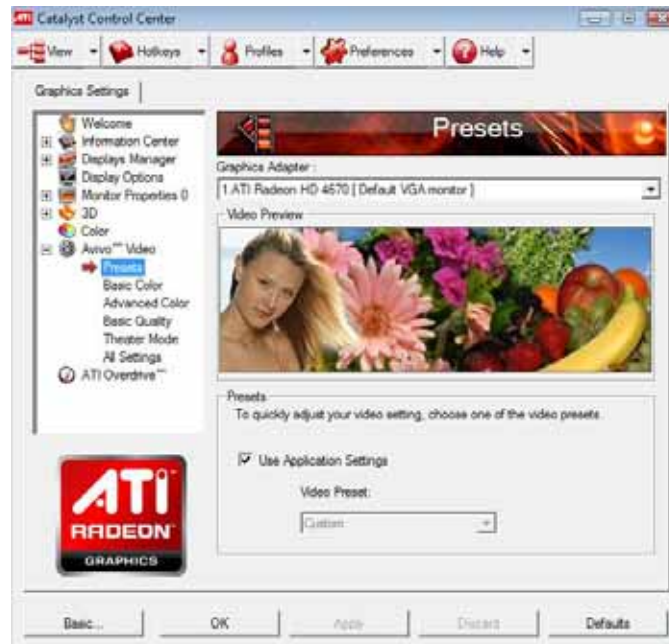 ATI Catalyst Control Center
View Hotkeys Profiles Preferences Help
Graphics Settings
Welcome
Information Center
Displays Manager
Display Options
Monitor Properties 0
3D
Color
Avivo™ Video
Presets
Basic Color
Advanced Color
Basic Quality
Theater Mode
All Settings
ATI Overdrive™
Presets
Graphics Adapter :
1.ATI Radeon HD 4670 [ Default VGA monitor ]
Video Preview
Presets
To quickly adjust your video setting, choose one of the video presets.
Use Application Settings
Video Preset:
Custom
ATI
RADEON
GRAPHICS
Basic... OK Apply Discard Defaults